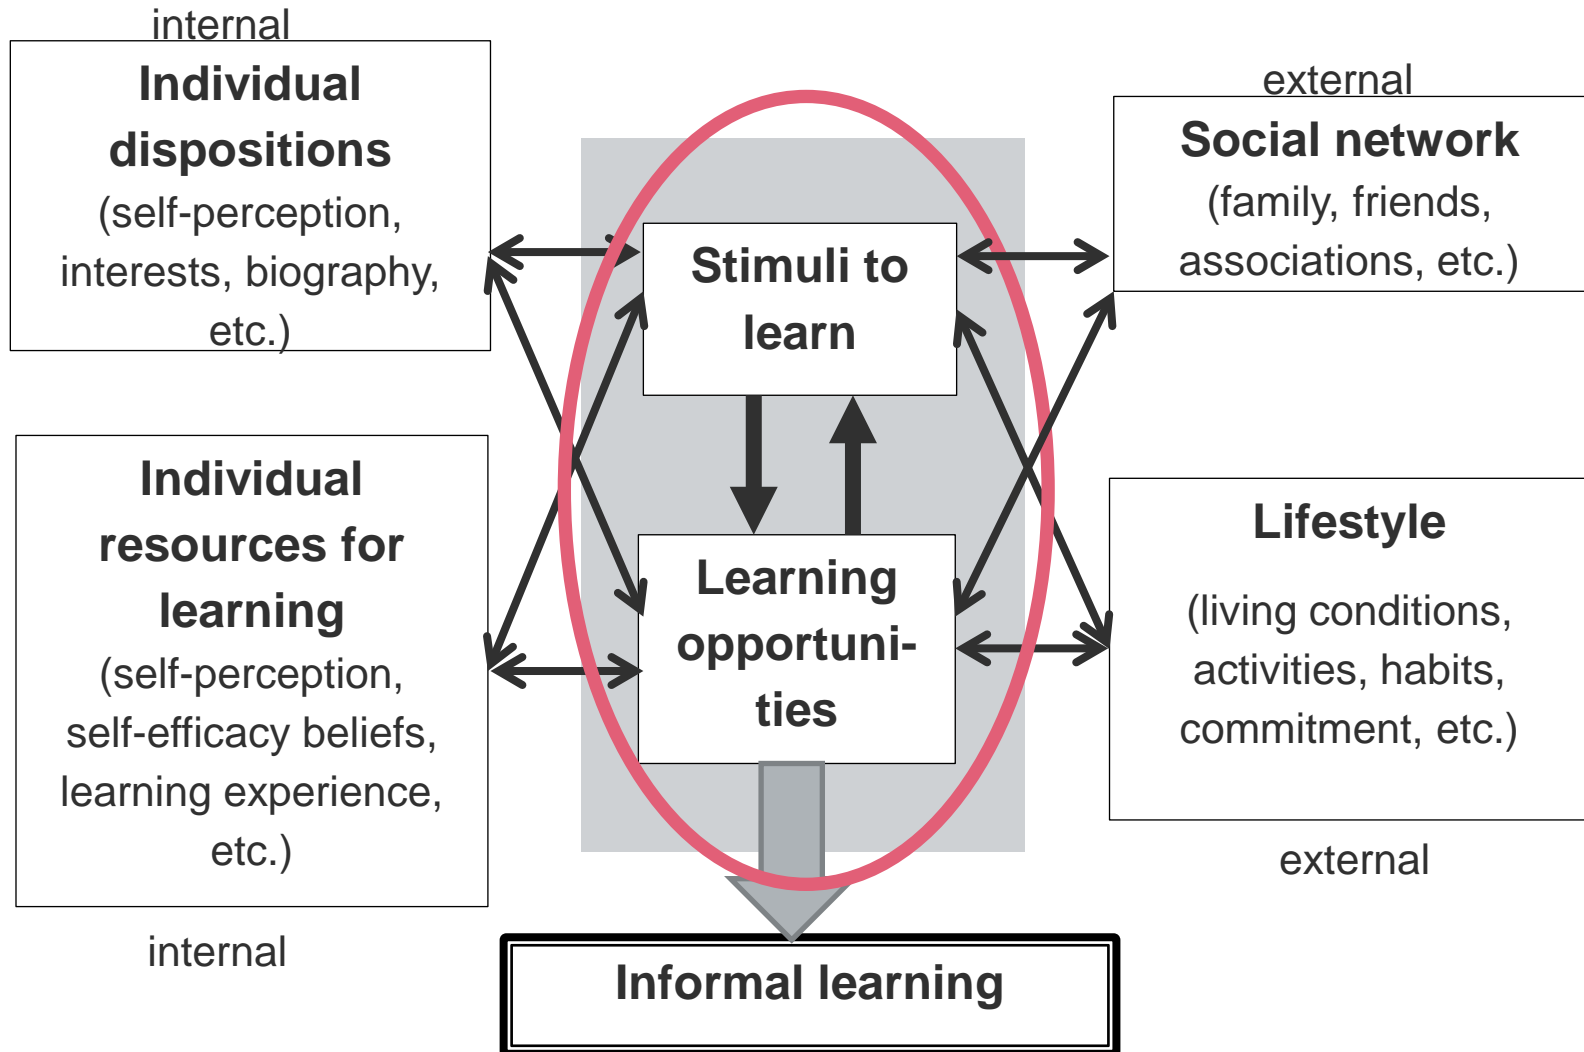 internal
Individual
dispositions
(self-perception,
interests, biography,
etc.)
external
Social network
(family, friends,
associations, etc.)
Stimuli to
learn
Individual
resources for
learning
(self-perception,
self-efficacy beliefs,
learning experience,
etc.)
internal
Learning
opportuni-
ties
Lifestyle
(living conditions,
activities, habits,
commitment, etc.)
external
Informal learning